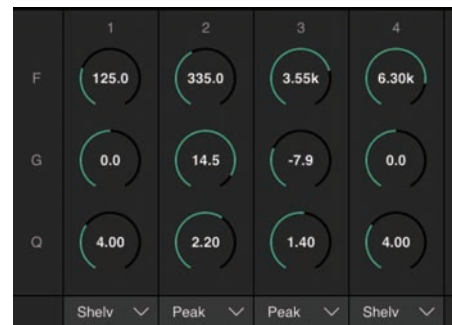 1 2 3 4
F 125.0 335.0 3.55k 6.30k
G 0.0 14.5 -7.9 0.0
Q 4.00 2.20 1.40 4.00
Shelv Peak Peak Shelv